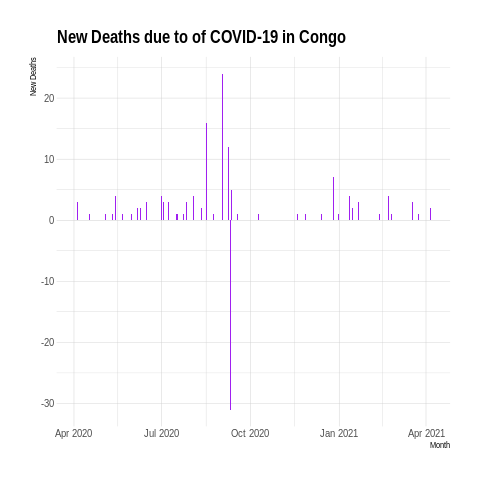 New Deaths due to of COVID-19 in Congo
New Deaths
20
10
0
-10
-20
-30
Apr 2020 Jul 2020 Oct 2020 Jan 2021 Apr 2021
Month